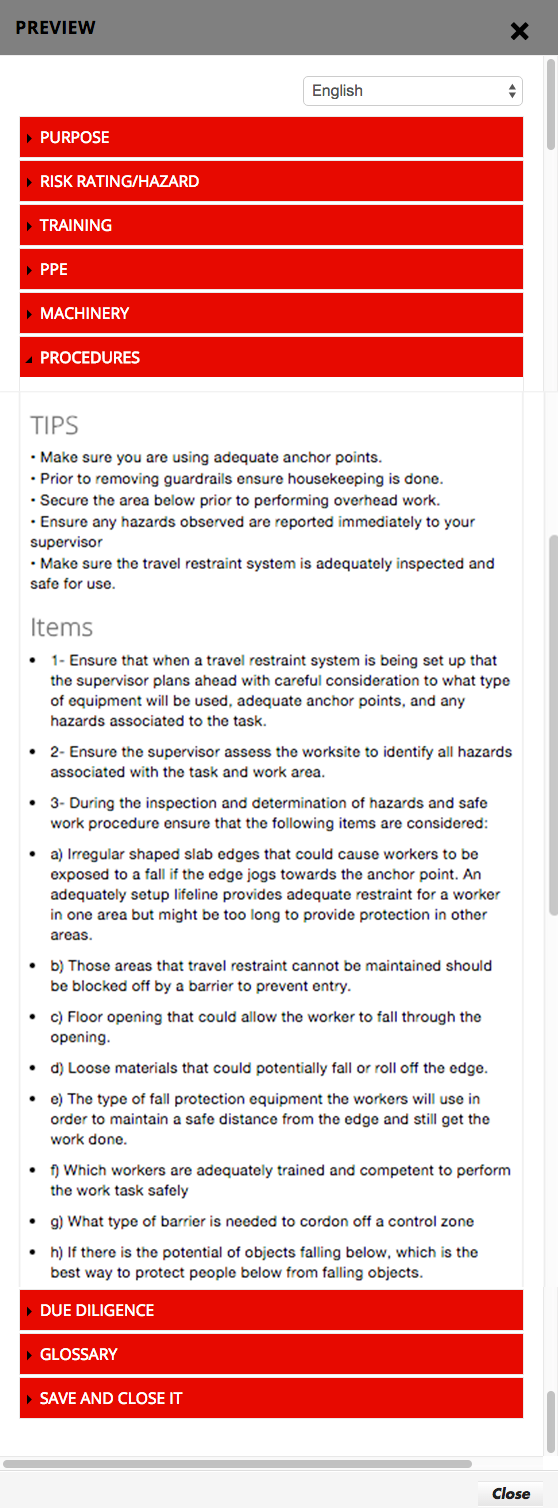 PREVIEW
English
PURPOSE
RISK RATING/HAZARD
TRAINING
PPE
MACHINERY
PROCEDURES
TIPS
• Make sure you are using adequate anchor points.
• Prior to removing guardrails ensure housekeeping is done.
• Secure the area below prior to performing overhead work.
• Ensure any hazards observed are reported immediately to your
supervisor
• Make sure the travel restraint system is adequately inspected and
safe for use.
Items
• 1- Ensure that when a travel restraint system is being set up that
the supervisor plans ahead with careful consideration to what type
of equipment will be used, adequate anchor points, and any
hazards associated to the task.
• 2- Ensure the supervisor assess the worksite to identify all hazards
associated with the task and work area.
• 3- During the inspection and determination of hazards and safe
work procedure ensure that the following items are considered:
• a) Irregular shaped slab edges that could cause workers to be
exposed to a fall if the edge jogs towards the anchor point. An
adequately setup lifeline provides adequate restraint for a worker
in one area but might be too long to provide protection in other
areas.
• b) Those areas that travel restraint cannot be maintained should
be blocked off by a barrier to prevent entry.
• c) Floor opening that could allow the worker to fall through the
opening.
• d) Loose materials that could potentially fall or roll off the edge.
• e) The type of fall protection equipment the workers will use in
order to maintain a safe distance from the edge and still get the
work done.
• f) Which workers are adequately trained and competent to perform
the work task safely
• g) What type of barrier is needed to cordon off a control zone
• h) If there is the potential of objects falling below, which is the
best way to protect people below from falling objects.
DUE DILIGENCE
GLOSSARY
SAVE AND CLOSE IT
Close